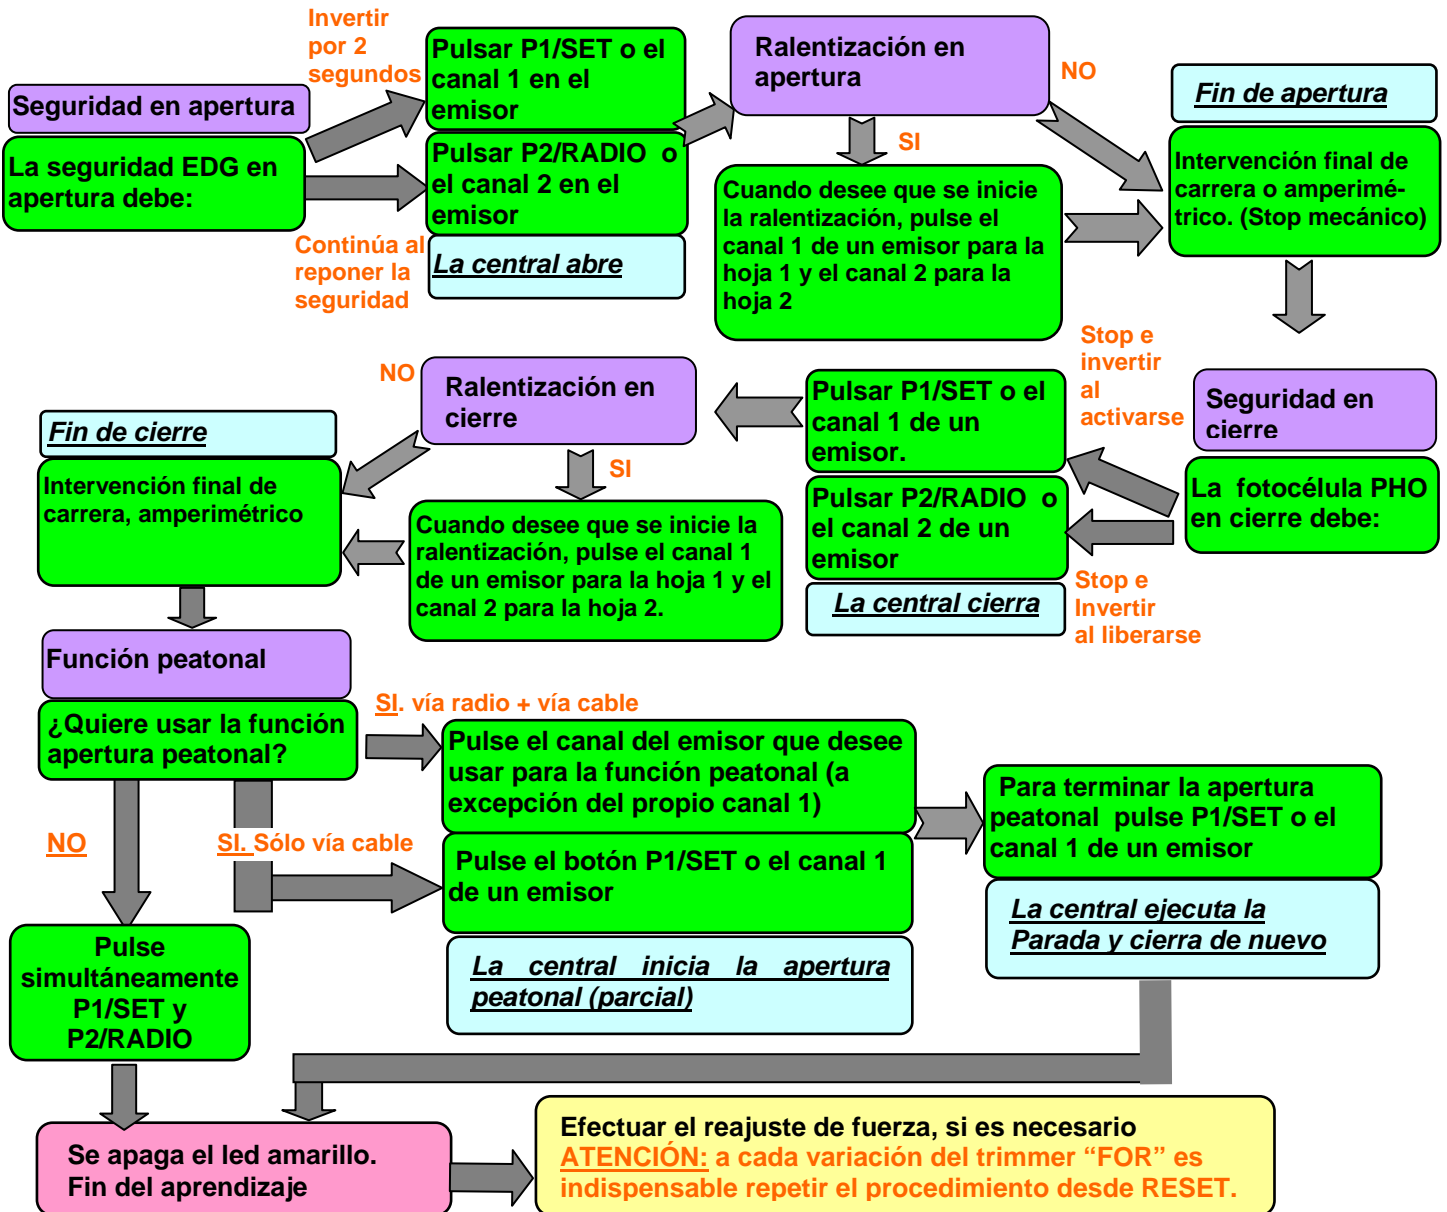 Seguridad en apertura
La seguridad EDG en
apertura debe:
Invertir
por 2
segundos
Continúa al
reponer la
seguridad
Pulsar P1/SET o el
canal 1 en el
emisor
Pulsar P2/RADIO o
el canal 2 en el
emisor
La central abre
Ralentización en
apertura
NO
SI
Cuando desee que se inicie
la ralentización, pulse el
canal 1 de un emisor para la
hoja 1 y el canal 2 para la
hoja 2
Fin de apertura
Intervención final de
carrera o amperimé-
trico. (Stop mecánico)
Seguridad en
cierre
La fotocélula PHO
en cierre debe:
Stop e
invertir
al
activarse
Stop e
Invertir
al liberarse
Pulsar P1/SET o el
canal 1 de un
emisor.
Pulsar P2/RADIO o
el canal 2 de un
emisor
La central cierra
Ralentización en
cierre
NO
SI
Cuando desee que se inicie la
ralentización, pulse el canal 1
de un emisor para la hoja 1 y el
canal 2 para la hoja 2.
Fin de cierre
Intervención final de
carrera, amperimétrico
Función peatonal
¿Quiere usar la función
apertura peatonal?
SI. vía radio + vía cable
NO
SI. Sólo vía cable
Pulse el canal del emisor que desee
usar para la función peatonal (a
excepción del propio canal 1)
Pulse el botón P1/SET o el canal 1
de un emisor
La central inicia la apertura
peatonal (parcial)
Para terminar la apertura
peatonal pulse P1/SET o el
canal 1 de un emisor
La central ejecuta la
Parada y cierra de nuevo
Pulse
simultáneamente
P1/SET y
P2/RADIO
Se apaga el led amarillo.
Fin del aprendizaje
Efectuar el reajuste de fuerza, si es necesario
ATENCIÓN: a cada variación del trimmer “FOR” es
indispensable repetir el procedimiento desde RESET.